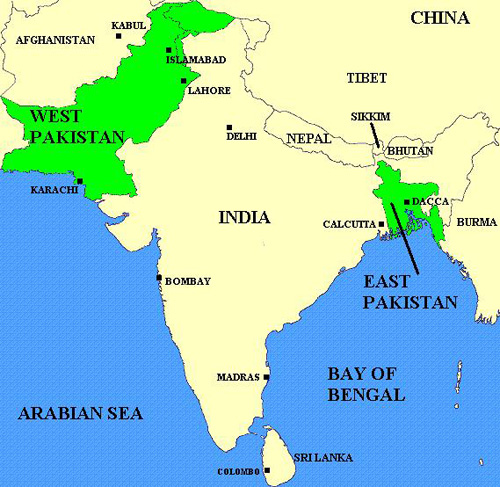 CHINA
KABUL
AFGHANISTAN
ISLAMABAD
TIBET
LAHORE
WEST
PAKISTAN
SIKKIM
DELHI
NEPAL
BHUTAN
KARACHI
DACCA
INDIA
CALCUTTA
BURMA
BOMBAY
EAST
PAKISTAN
MADRAS
BAY OF
BENGAL
ARABIAN SEA
SRI LANKA
COLOMBO